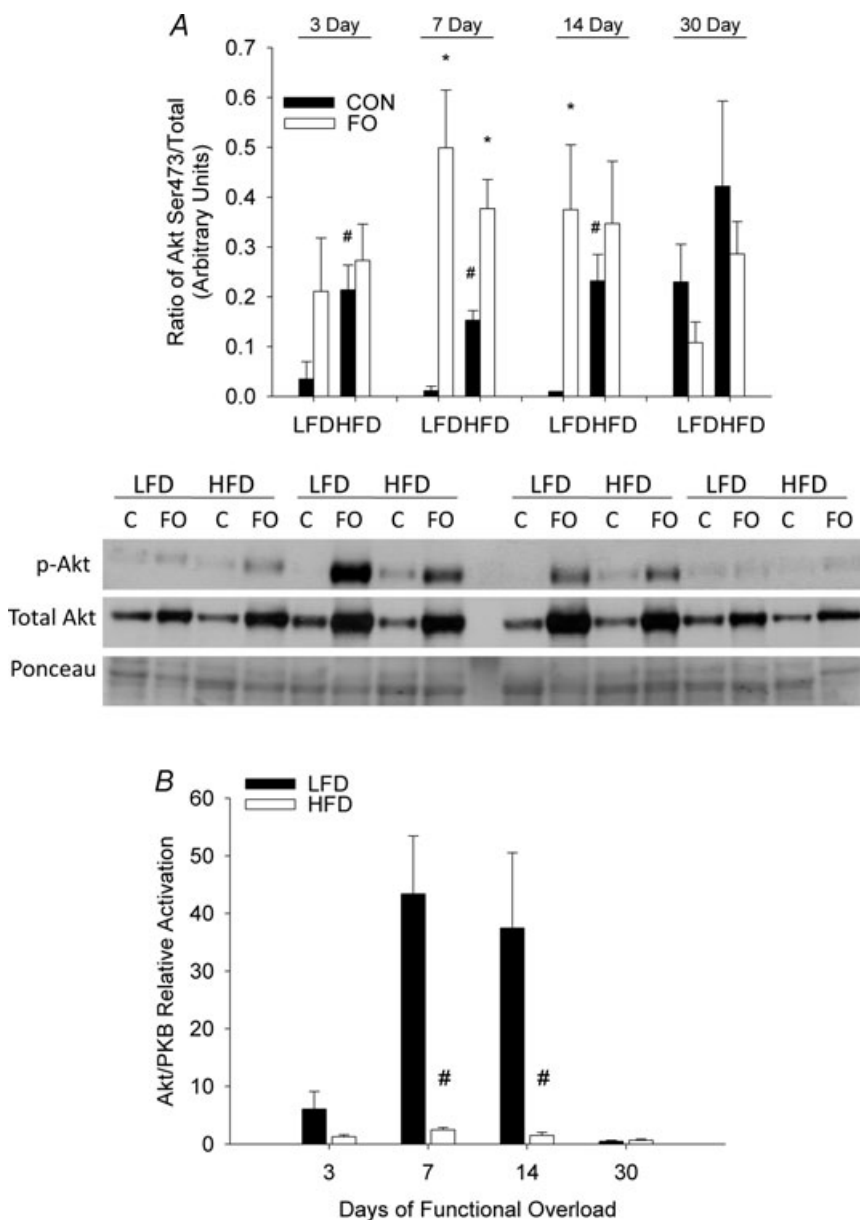 A
3 Day 7 Day 14 Day 30 Day
0.7
0.6
0.5
0.4
0.3
0.2
0.1
0.0
Ratio of Akt Ser473/Total
(Arbitrary Units)
CON
FO
* * *
# # #
LFDHFD LFDHFD LFDHFD LFDHFD
LFD HFD LFD HFD LFD HFD LFD HFD
C FO C FO C FO C FO C FO C FO C FO C FO
p-Akt
Total Akt
Ponceau
B
LFD
HFD
60
50
40
30
20
10
0
Akt/PKB Relative Activation
# #
3 7 14 30
Days of Functional Overload